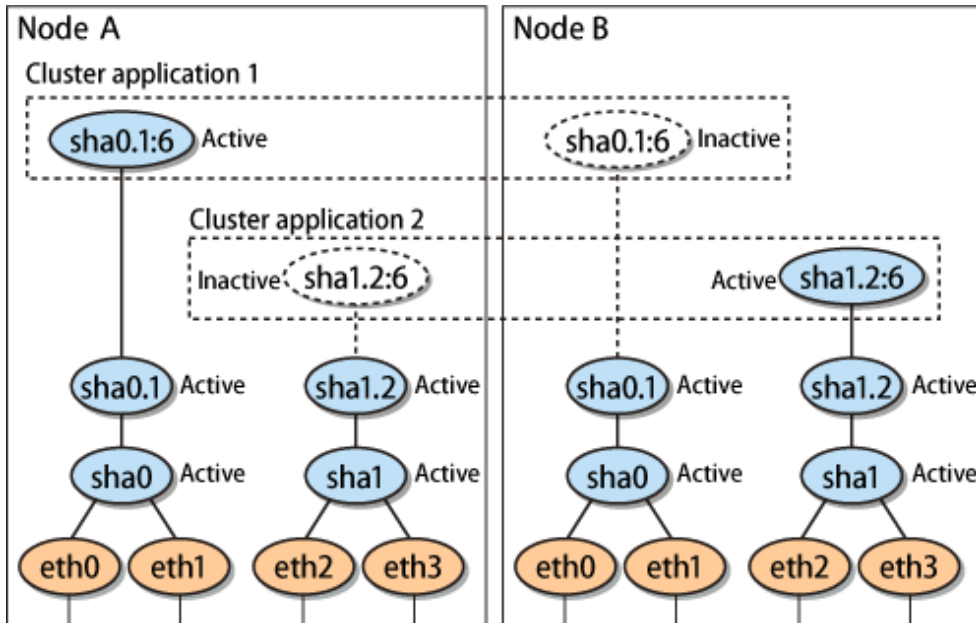 Node A
Node B
Cluster application 1
sha0.1:6 Active
sha0.1:6 Inactive
Cluster application 2
Inactive sha1.2:6
Active sha1.2:6
sha0.1 Active
sha1.2 Active
sha0.1 Active
sha1.2 Active
sha0 Active
sha1 Active
sha0 Active
sha1 Active
eth0
eth1
eth2
eth3
eth0
eth1
eth2
eth3